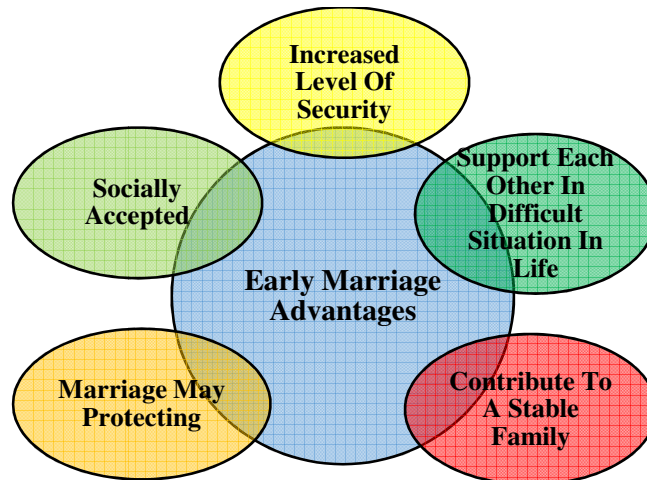 Increased
Level Of
Security
Support Each
Other In
Difficult
Situation In
Life
Socially
Accepted
Early Marriage
Advantages
Marriage May
Protecting
Contribute To
A Stable
Family